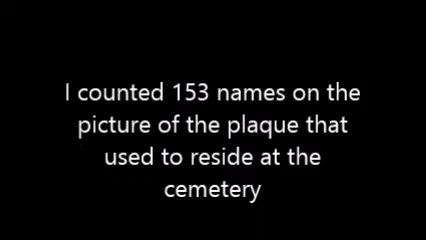 I counted 153 names on the
picture of the plaque that
used to reside at the
cemetery